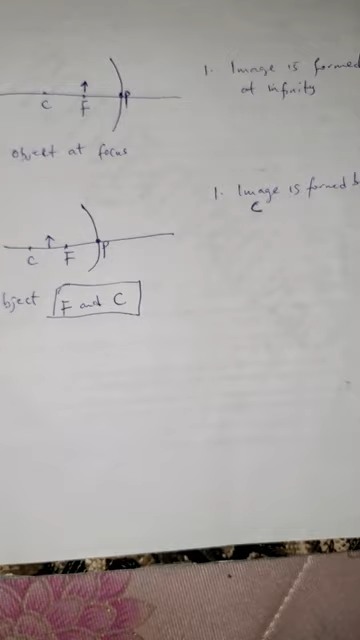 1. Image is formed
at infinity
C F P
object at focus
1. Image is formed b
C
C F P
bject F and C